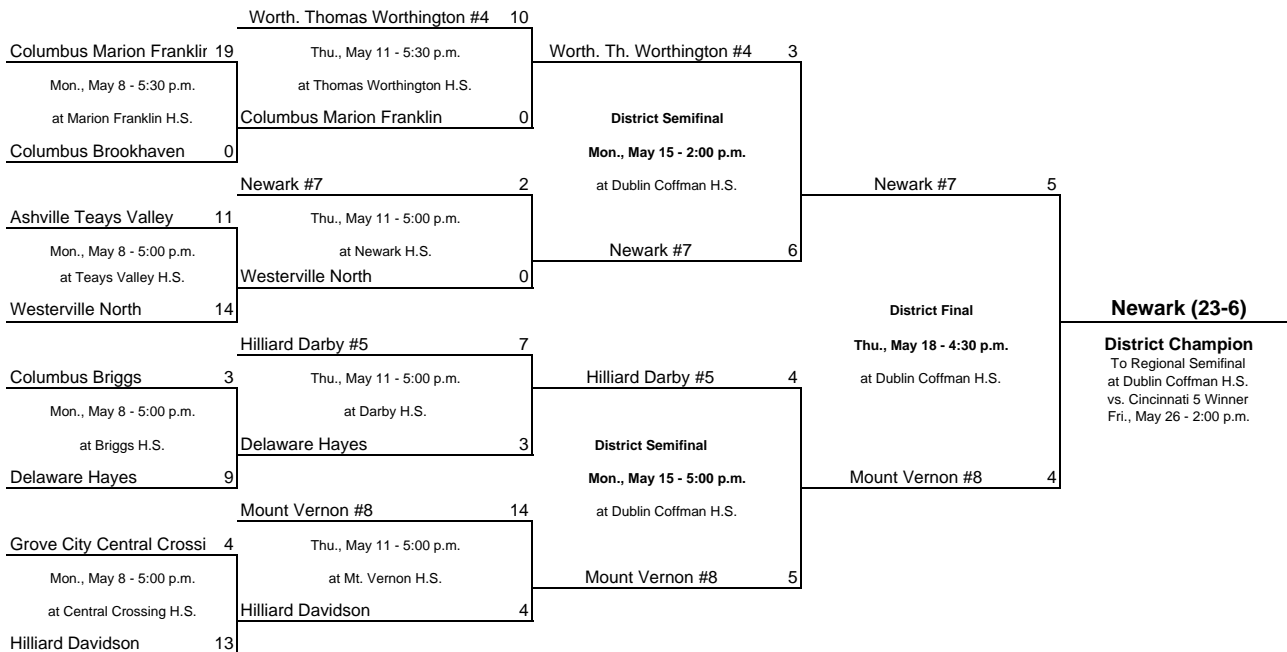 Worth. Thomas Worthington #4 10
Columbus Marion Franklin 19
Thu., May 11 - 5:30 p.m.
Worth. Th. Worthington #4 3
Mon., May 8 - 5:30 p.m.
at Thomas Worthington H.S.
at Marion Franklin H.S.
Columbus Marion Franklin 0
District Semifinal
Columbus Brookhaven 0
Mon., May 15 - 2:00 p.m.
Newark #7 2
at Dublin Coffman H.S.
Newark #7 5
Ashville Teays Valley 11
Thu., May 11 - 5:00 p.m.
Mon., May 8 - 5:00 p.m.
at Newark H.S.
Newark #7 6
at Teays Valley H.S.
Westerville North 0
Westerville North 14
District Final
Newark (23-6)
Hilliard Darby #5 7
Thu., May 18 - 4:30 p.m.
District Champion
To Regional Semifinal
Columbus Briggs 3
Thu., May 11 - 5:00 p.m.
Hilliard Darby #5 4
at Dublin Coffman H.S.
at Dublin Coffman H.S.
vs. Cincinnati 5 Winner
Mon., May 8 - 5:00 p.m.
at Darby H.S.
Fri., May 26 - 2:00 p.m.
at Briggs H.S.
Delaware Hayes 3
District Semifinal
Delaware Hayes 9
Mon., May 15 - 5:00 p.m.
Mount Vernon #8 4
Mount Vernon #8 14
at Dublin Coffman H.S.
Grove City Central Crossi 4
Thu., May 11 - 5:00 p.m.
Mon., May 8 - 5:00 p.m.
at Mt. Vernon H.S.
Mount Vernon #8 5
at Central Crossing H.S.
Hilliard Davidson 4
Hilliard Davidson 13